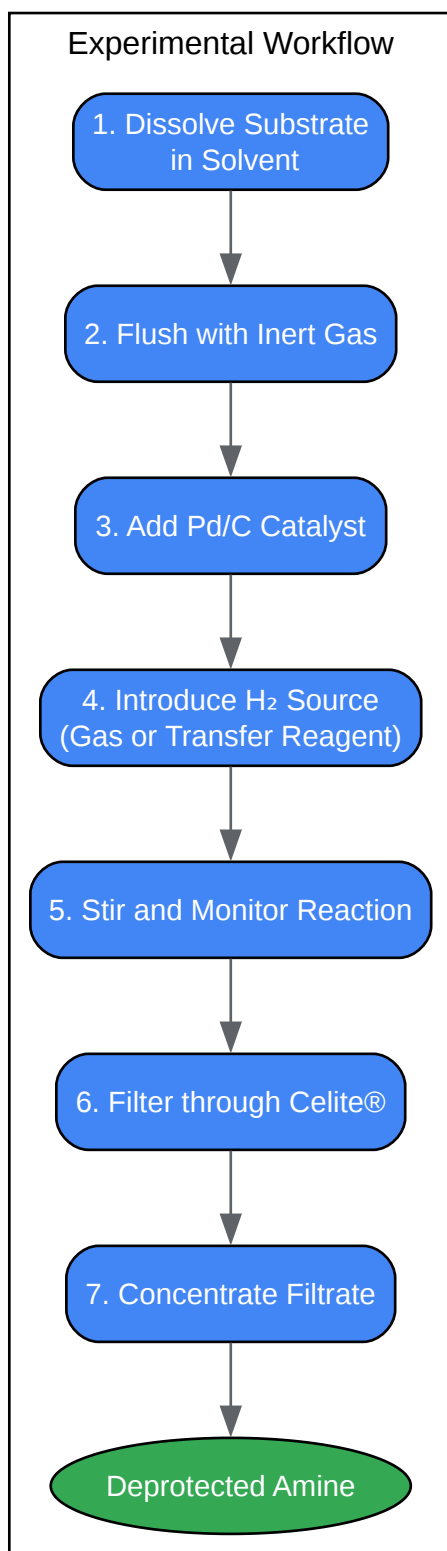 Experimental Workflow
1. Dissolve Substrate
in Solvent
2. Flush with Inert Gas
3. Add Pd/C Catalyst
4. Introduce H₂ Source
(Gas or Transfer Reagent)
5. Stir and Monitor Reaction
6. Filter through Celite®
7. Concentrate Filtrate
Deprotected Amine